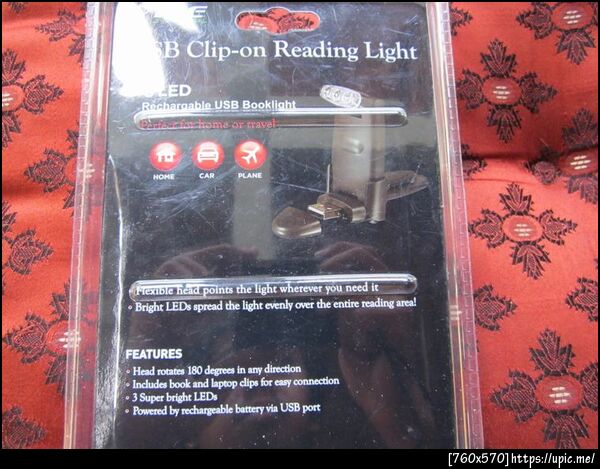 Clip-on Reading Light
LED
Rechargable USB Booklight
Perfect for home or travel!
HOME CAR PLANE
Flexible head points the light wherever you need it
• Bright LEDs spread the light evenly over the entire reading area!
FEATURES
• Head rotates 180 degrees in any direction
• Includes book and laptop clips for easy connection
• 3 Super bright LEDs
• Powered by rechargeable battery via USB port
[760x570]https://upic.me/